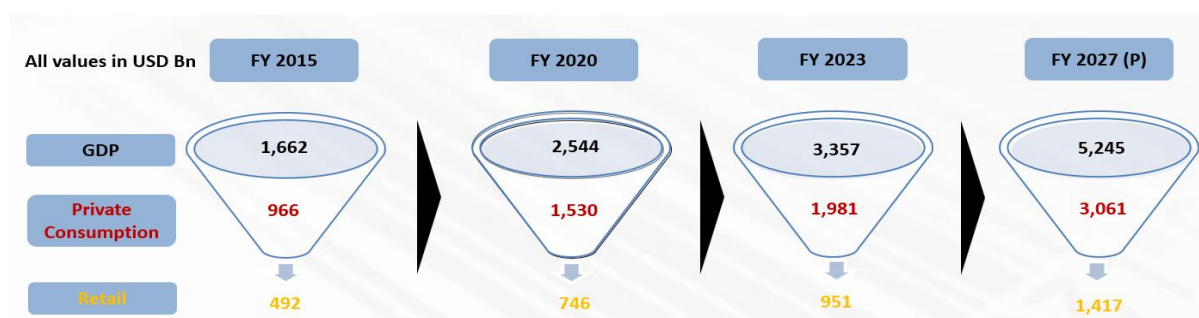 All values in USD Bn FY 2015 FY 2020 FY 2023 FY 2027 (P)
GDP 1,662 2,544 3,357 5,245
Private
Consumption 966 1,530 1,981 3,061
Retail 492 746 951 1,417